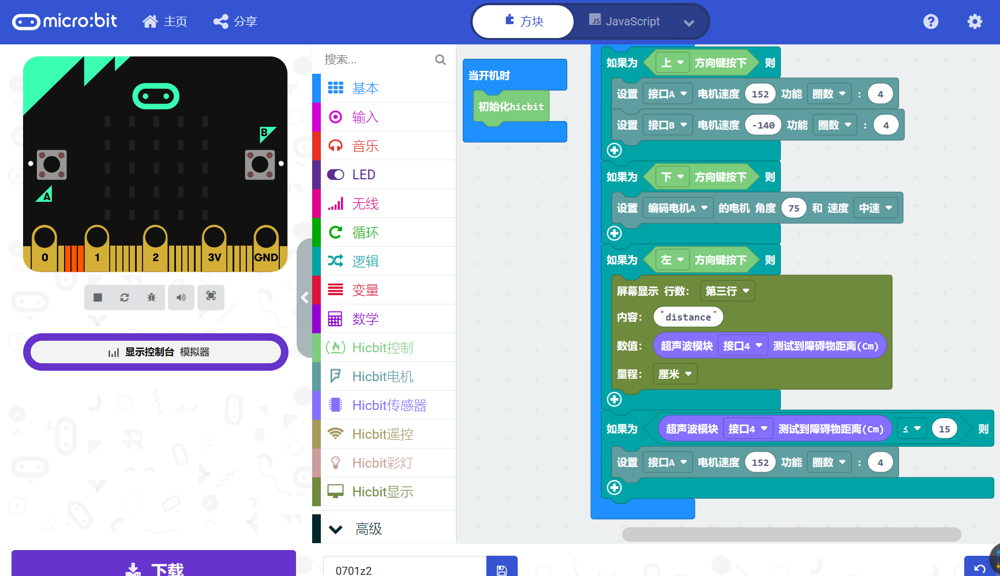 micro:bit 主页 分享 方块 JS JavaScript
搜索...
基本
输入
音乐
LED
无线
循环
逻辑
变量
数学
Hicbit控制
Hicbit电机
Hicbit传感器
Hicbit遥控
Hicbit彩灯
Hicbit显示
高级
B
A
0 1 2 3V GND
显示控制台 模拟器
下载
0701z2
当开机时
初始化hicbit
如果为 上 方向键按下 则
设置 接口A 电机速度 152 功能 圈数 : 4
设置 接口B 电机速度 -140 功能 圈数 : 4
如果为 下 方向键按下 则
设置 编码电机A 的电机 角度 75 和 速度 中速
如果为 左 方向键按下 则
屏幕显示 行数: 第三行
内容: "distance"
数值: 超声波模块 接口4 测试到障碍物距离(Cm)
量程: 厘米
如果为 超声波模块 接口4 测试到障碍物距离(Cm) ≤ 15 则
设置 接口A 电机速度 152 功能 圈数 : 4